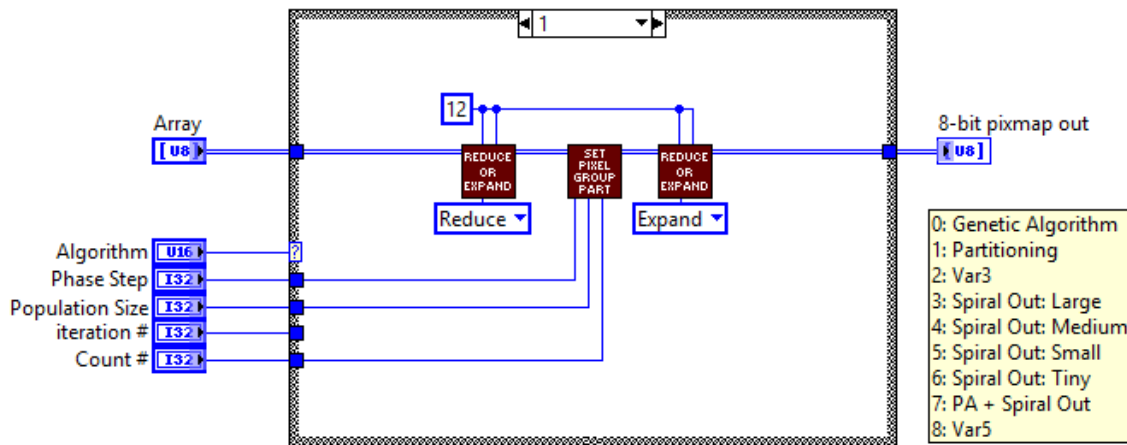 1
12
Array
[U8]
REDUCE
OR
EXPAND
SET
PIXEL
GROUP
PART
REDUCE
OR
EXPAND
8-bit pixmap out
[U8]
Reduce
Expand
Algorithm
U16
?
Phase Step
I32
Population Size
I32
iteration #
I32
Count #
I32
0: Genetic Algorithm
1: Partitioning
2: Var3
3: Spiral Out: Large
4: Spiral Out: Medium
5: Spiral Out: Small
6: Spiral Out: Tiny
7: PA + Spiral Out
8: Var5